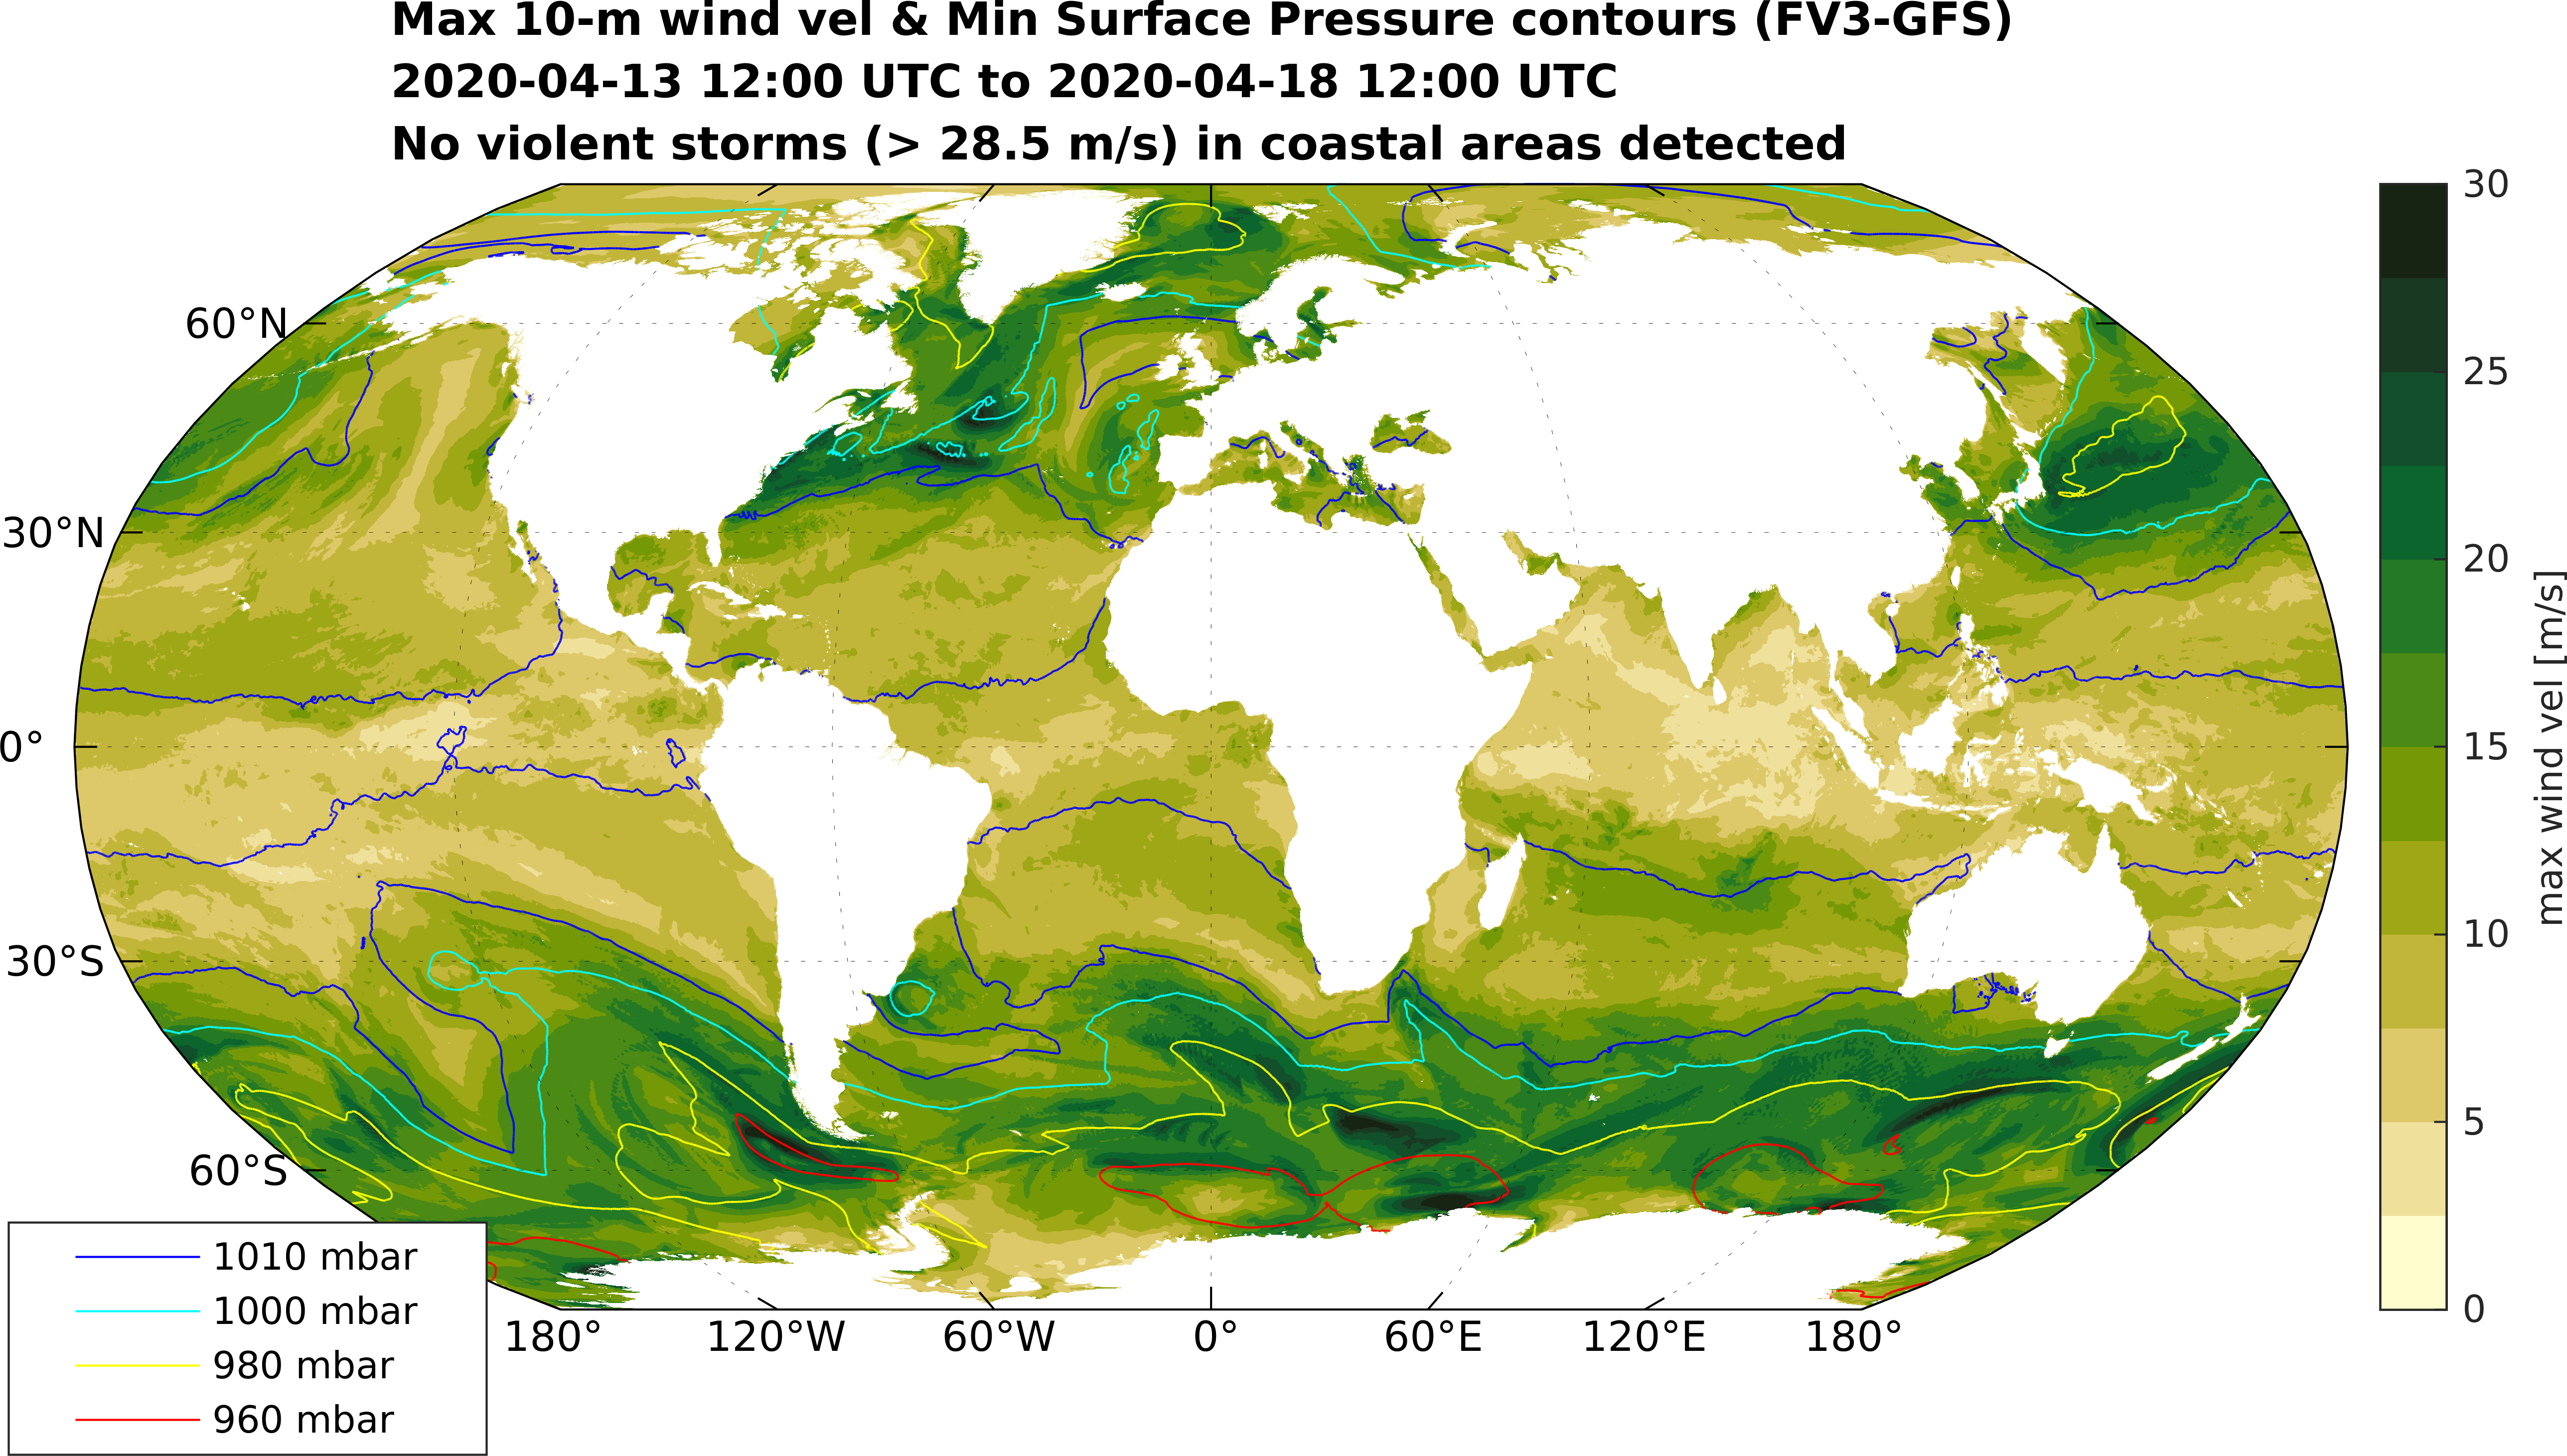 Max 10-m wind vel & Min Surface Pressure contours (FV3-GFS)
2020-04-13 12:00 UTC to 2020-04-18 12:00 UTC
No violent storms (> 28.5 m/s) in coastal areas detected
60°N
30°N
0°
30°S
60°S
180°
120°W
60°W
0°
60°E
120°E
180°
1010 mbar
1000 mbar
980 mbar
960 mbar
30
25
20
15
10
5
0
max wind vel [m/s]